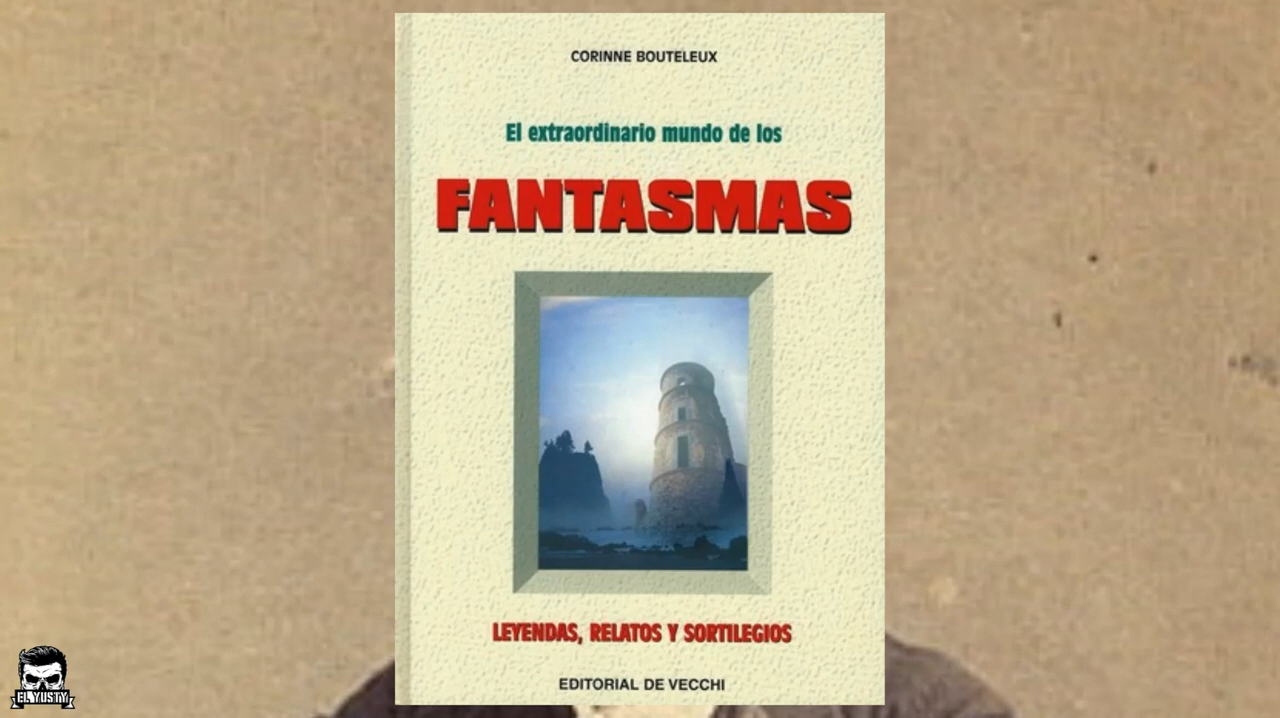 CORINNE BOUTELEUX
El extraordinario mundo de los
FANTASMAS
LEYENDAS, RELATOS Y SORTILEGIOS
EDITORIAL DE VECCHI
EL YUSTY